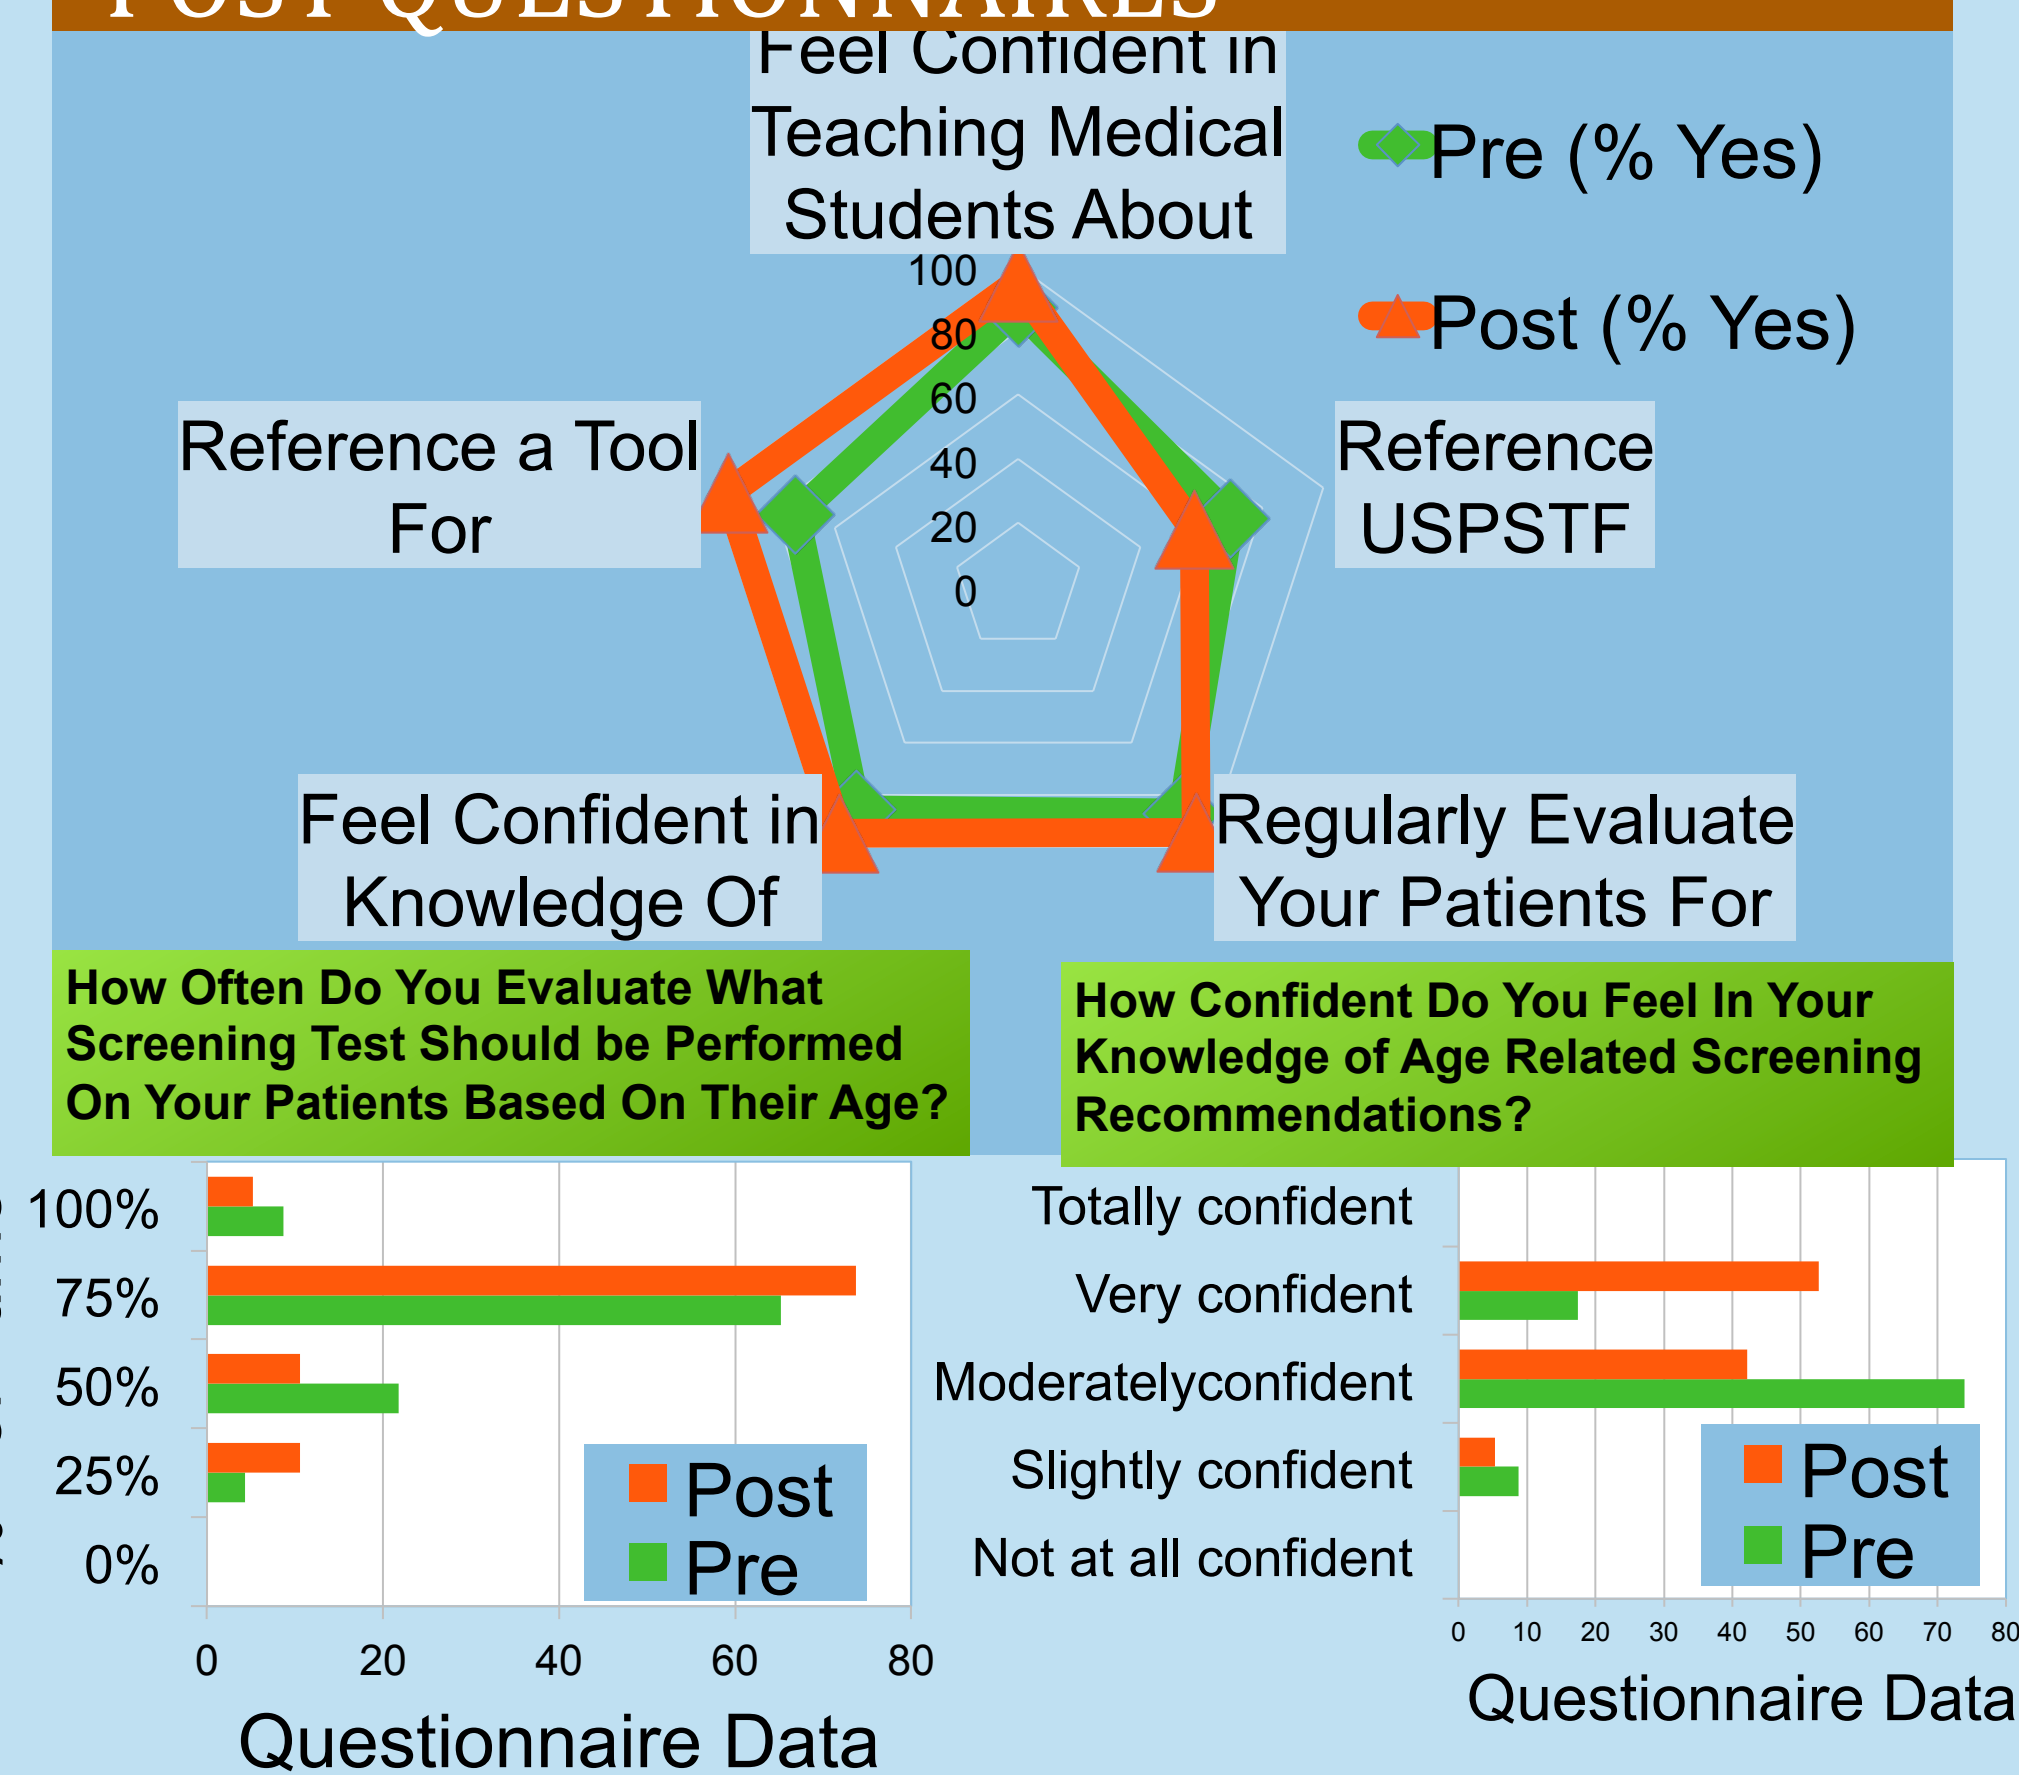 POST QUESTIONNAIRES
Feel Confident in
Teaching Medical
Students About
Pre (% Yes)
Post (% Yes)
100
80
60
40
20
0
Reference a Tool
For
Reference
USPSTF
Feel Confident in
Knowledge Of
Regularly Evaluate
Your Patients For
How Often Do You Evaluate What
Screening Test Should be Performed
On Your Patients Based On Their Age?
100%
75%
50%
25%
0%
Post
Pre
0 20 40 60 80
Questionnaire Data
How Confident Do You Feel In Your
Knowledge of Age Related Screening
Recommendations?
Totally confident
Very confident
Moderatelyconfident
Slightly confident
Not at all confident
Post
Pre
0 10 20 30 40 50 60 70 80
Questionnaire Data